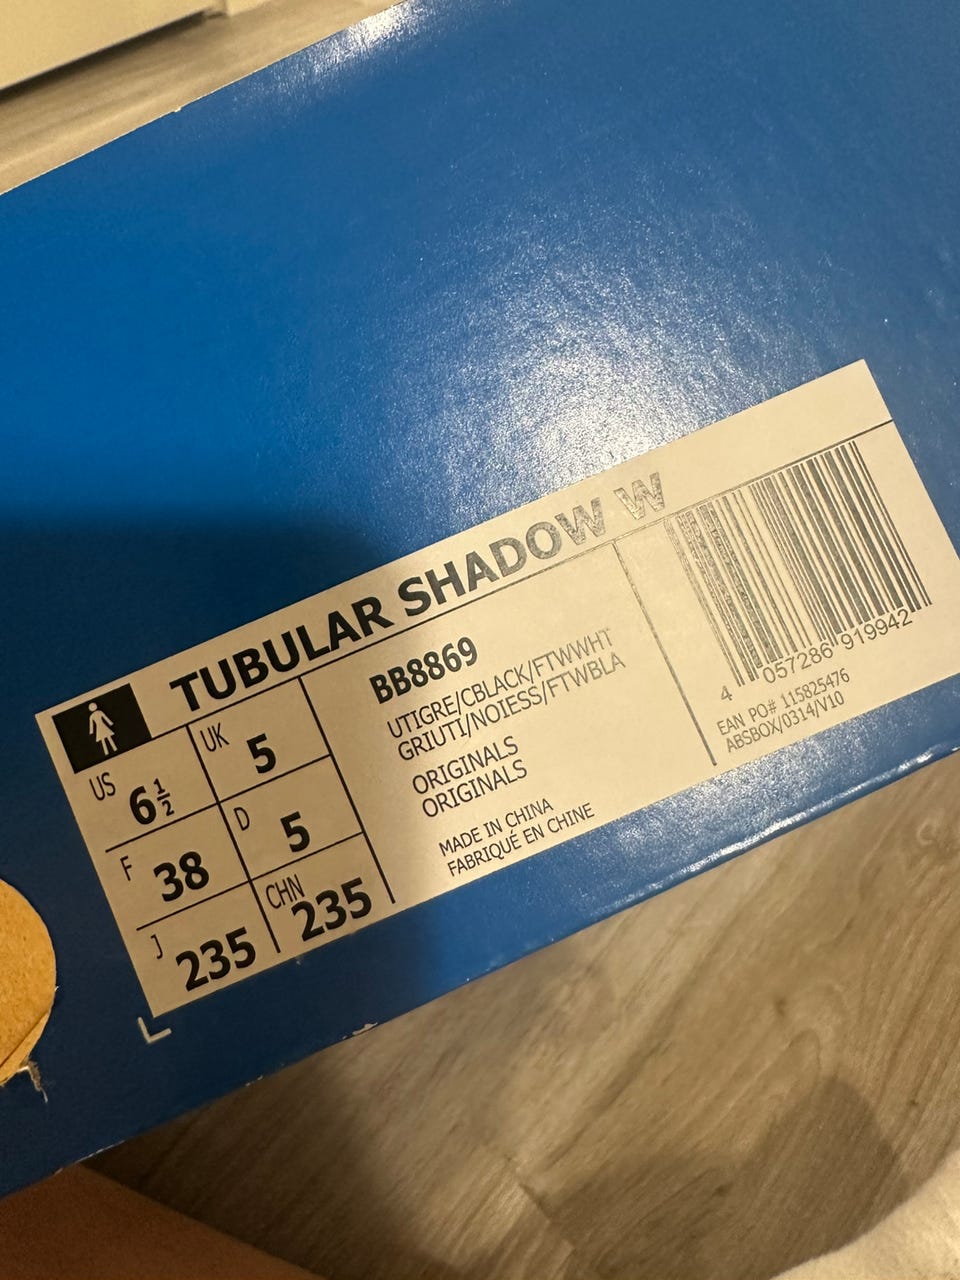 TUBULAR SHADOW W
US 6½
UK 5
F 38
D 5
J 235
CHN 235
BB8869
UTIGRE/CBLACK/FTWWHT
GRIUTI/NOIESS/FTWBLA
ORIGINALS
ORIGINALS
MADE IN CHINA
FABRIQUÉ EN CHINE
4 057286 919942
EAN PO# 115825476
ABSBOX/0314/V10